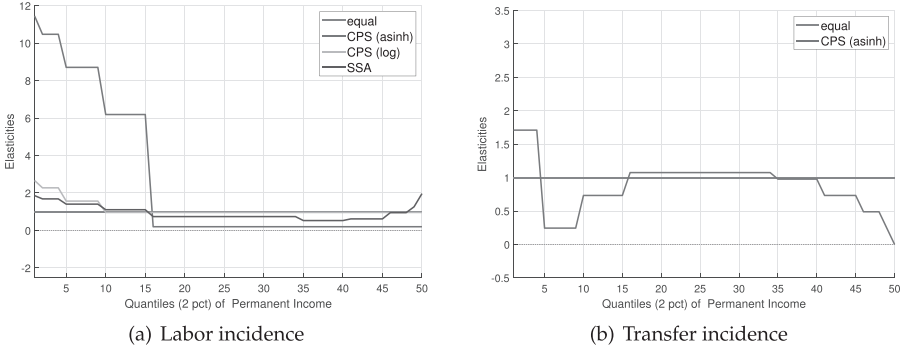 12
10
8
6
4
2
0
-2
Elasticities
equal
CPS (asinh)
CPS (log)
SSA
5 10 15 20 25 30 35 40 45 50
Quantiles (2 pct) of Permanent Income
(a) Labor incidence
3.5
3
2.5
2
1.5
1
0.5
0
-0.5
Elasticities
equal
CPS (asinh)
5 10 15 20 25 30 35 40 45 50
Quantiles (2 pct) of Permanent Income
(b) Transfer incidence